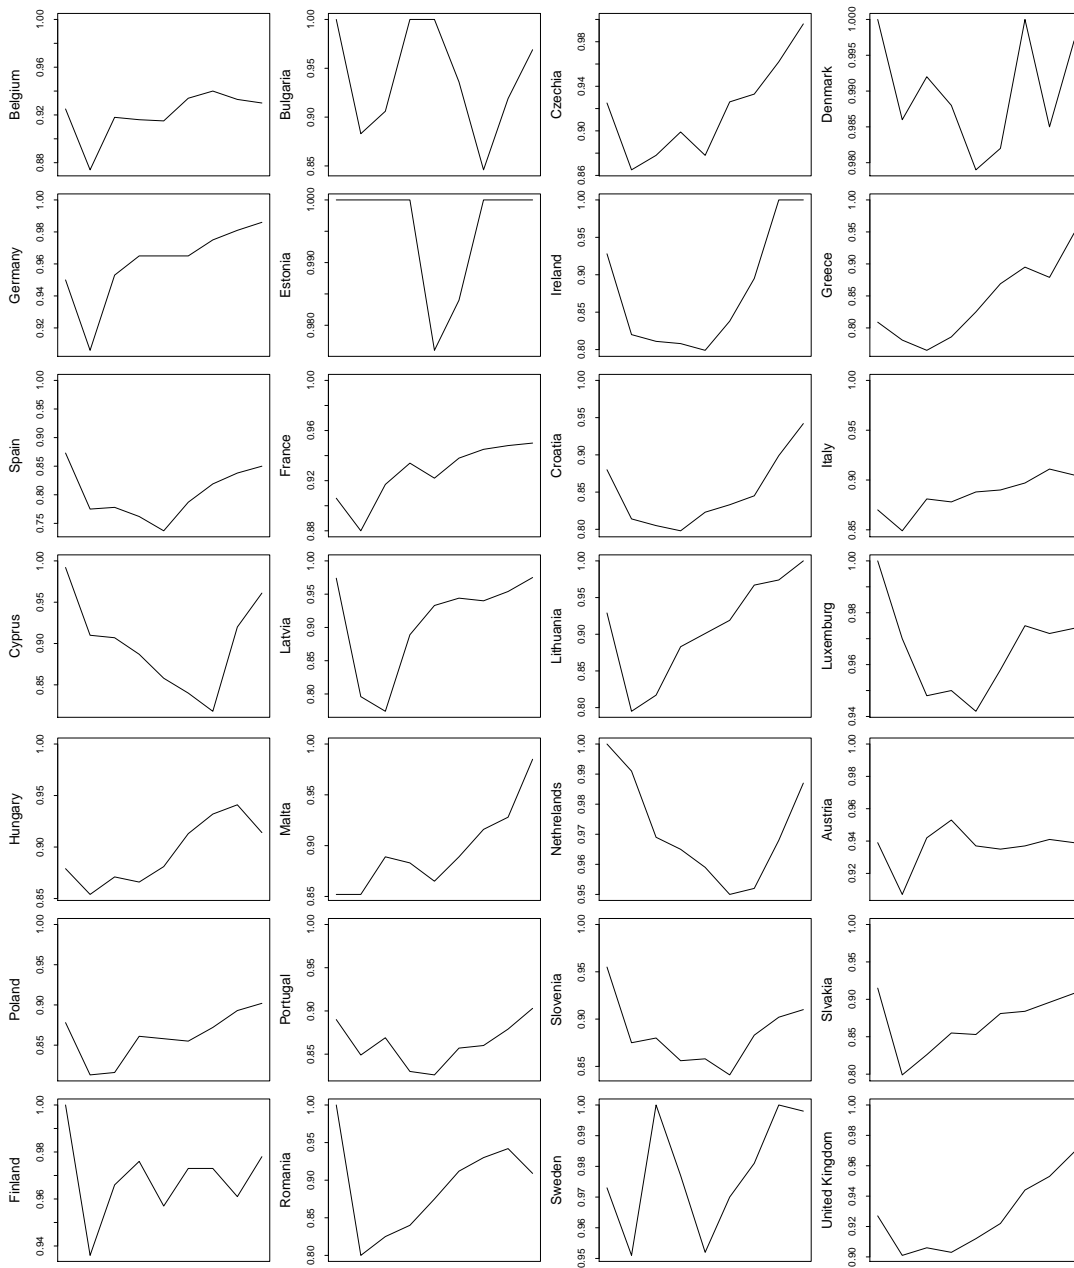 Belgium
0.88 0.92 0.96 1.00
Bulgaria
0.85 0.90 0.95 1.00
Czechia
0.86 0.90 0.94 0.98
Denmark
0.980 0.985 0.990 0.995 1.000
Germany
0.92 0.94 0.96 0.98 1.00
Estonia
0.980 0.990 1.000
Ireland
0.80 0.85 0.90 0.95 1.00
Greece
0.80 0.85 0.90 0.95 1.00
Spain
0.75 0.80 0.85 0.90 0.95 1.00
France
0.88 0.92 0.96 1.00
Croatia
0.80 0.85 0.90 0.95 1.00
Italy
0.85 0.90 0.95 1.00
Cyprus
0.85 0.90 0.95 1.00
Latvia
0.80 0.85 0.90 0.95 1.00
Lithuania
0.80 0.85 0.90 0.95 1.00
Luxemburg
0.94 0.96 0.98 1.00
Hungary
0.85 0.90 0.95 1.00
Malta
0.85 0.90 0.95 1.00
Nethrelands
0.95 0.96 0.97 0.98 0.99 1.00
Austria
0.92 0.94 0.96 0.98 1.00
Poland
0.85 0.90 0.95 1.00
Portugal
0.85 0.90 0.95 1.00
Slovenia
0.85 0.90 0.95 1.00
Slvakia
0.80 0.85 0.90 0.95 1.00
Finland
0.94 0.96 0.98 1.00
Romania
0.80 0.85 0.90 0.95 1.00
Sweden
0.95 0.96 0.97 0.98 0.99 1.00
United Kingdom
0.90 0.92 0.94 0.96 0.98 1.00